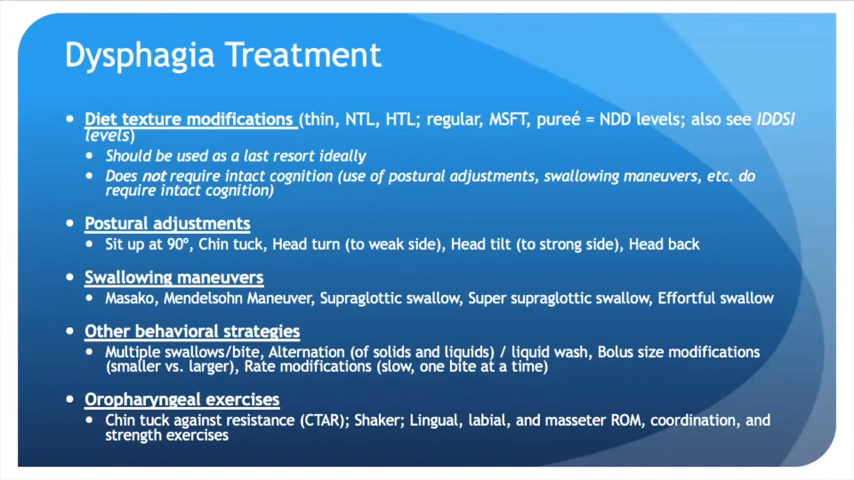 Dysphagia Treatment
• Diet texture modifications (thin, NTL, HTL; regular, MSFT, pureé = NDD levels; also see IDDSI
levels)
• Should be used as a last resort ideally
• Does not require intact cognition (use of postural adjustments, swallowing maneuvers, etc. do
require intact cognition)
• Postural adjustments
• Sit up at 90º, Chin tuck, Head turn (to weak side), Head tilt (to strong side), Head back
• Swallowing maneuvers
• Masako, Mendelsohn Maneuver, Supraglottic swallow, Super supraglottic swallow, Effortful swallow
• Other behavioral strategies
• Multiple swallows/bite, Alternation (of solids and liquids) / liquid wash, Bolus size modifications
(smaller vs. larger), Rate modifications (slow, one bite at a time)
• Oropharyngeal exercises
• Chin tuck against resistance (CTAR); Shaker; Lingual, labial, and masseter ROM, coordination, and
strength exercises